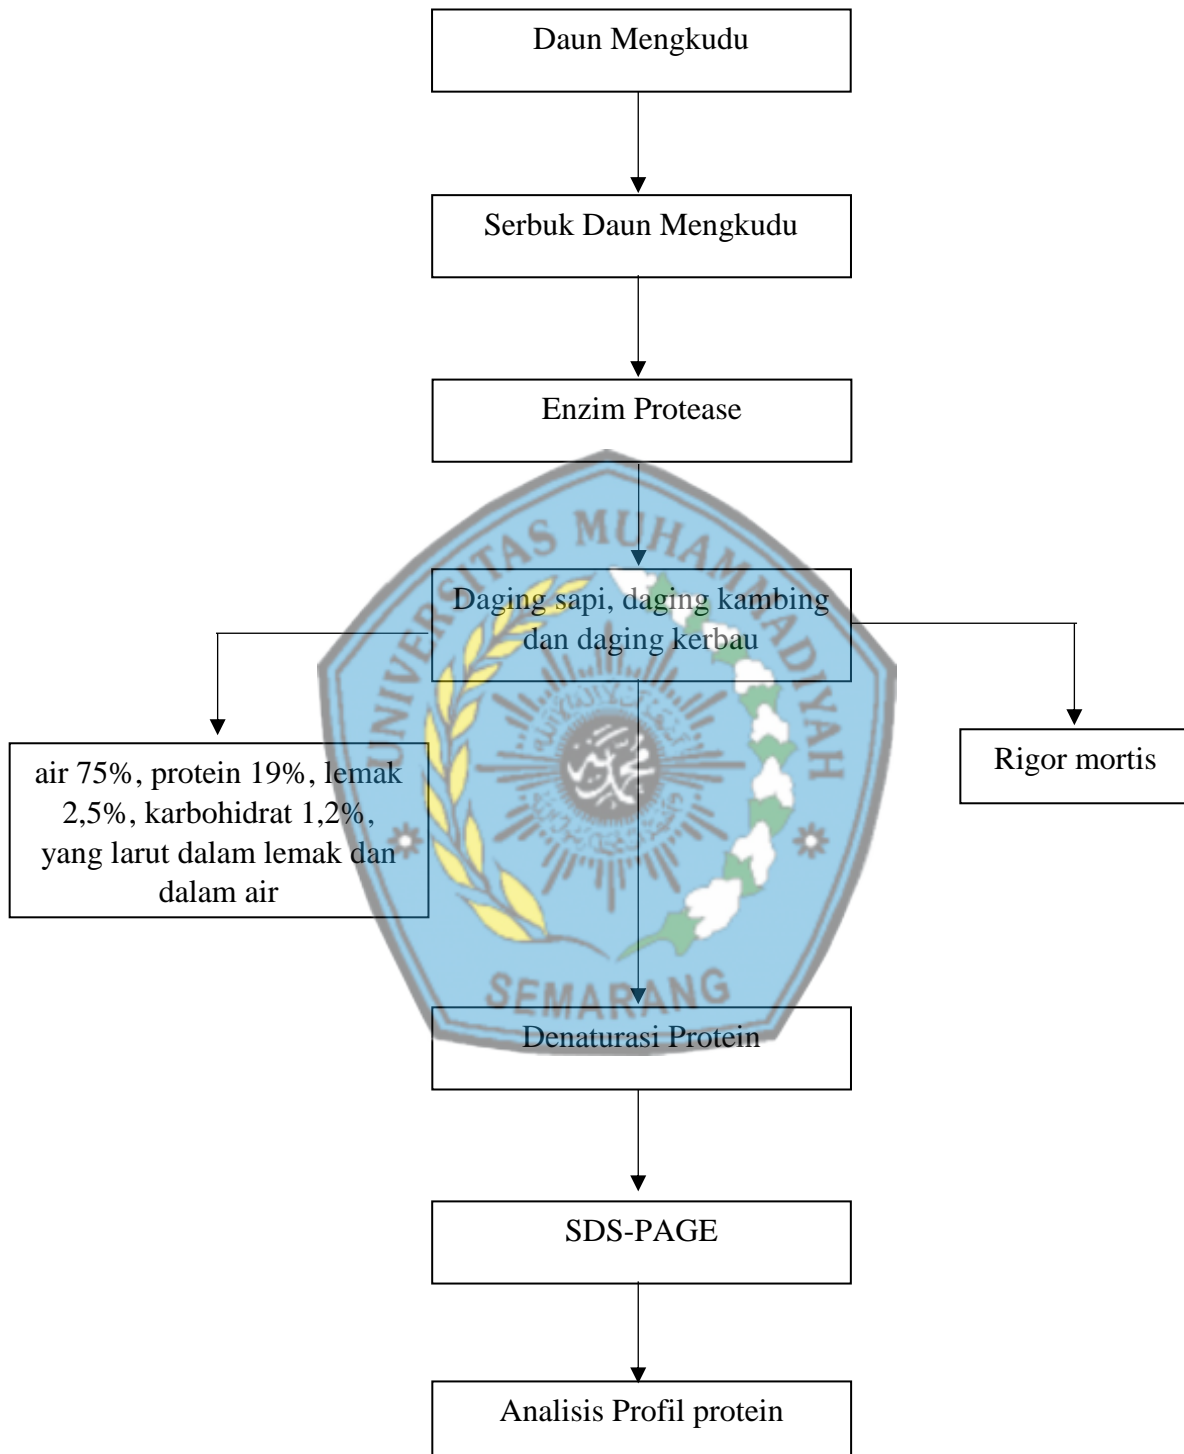 Daun Mengkudu
Serbuk Daun Mengkudu
Enzim Protease
UNIVERSITAS MUHAMMADIYAH
Daging sapi, daging kambing
dan daging kerbau
air 75%, protein 19%, lemak
2,5%, karbohidrat 1,2%,
yang larut dalam lemak dan
dalam air
Rigor mortis
SEMARANG
Denaturasi Protein
SDS-PAGE
Analisis Profil protein